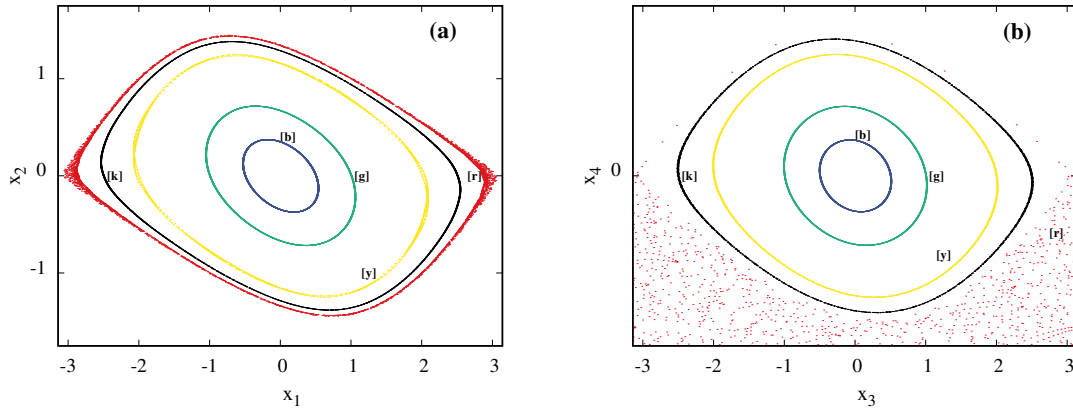 (a)
1
0
-1
x2
[b]
[k]
[g]
[r]
[y]
-3 -2 -1 0 1 2 3
x1
(b)
0
x4
[b]
[k]
[g]
[r]
[y]
-3 -2 -1 0 1 2 3
x3